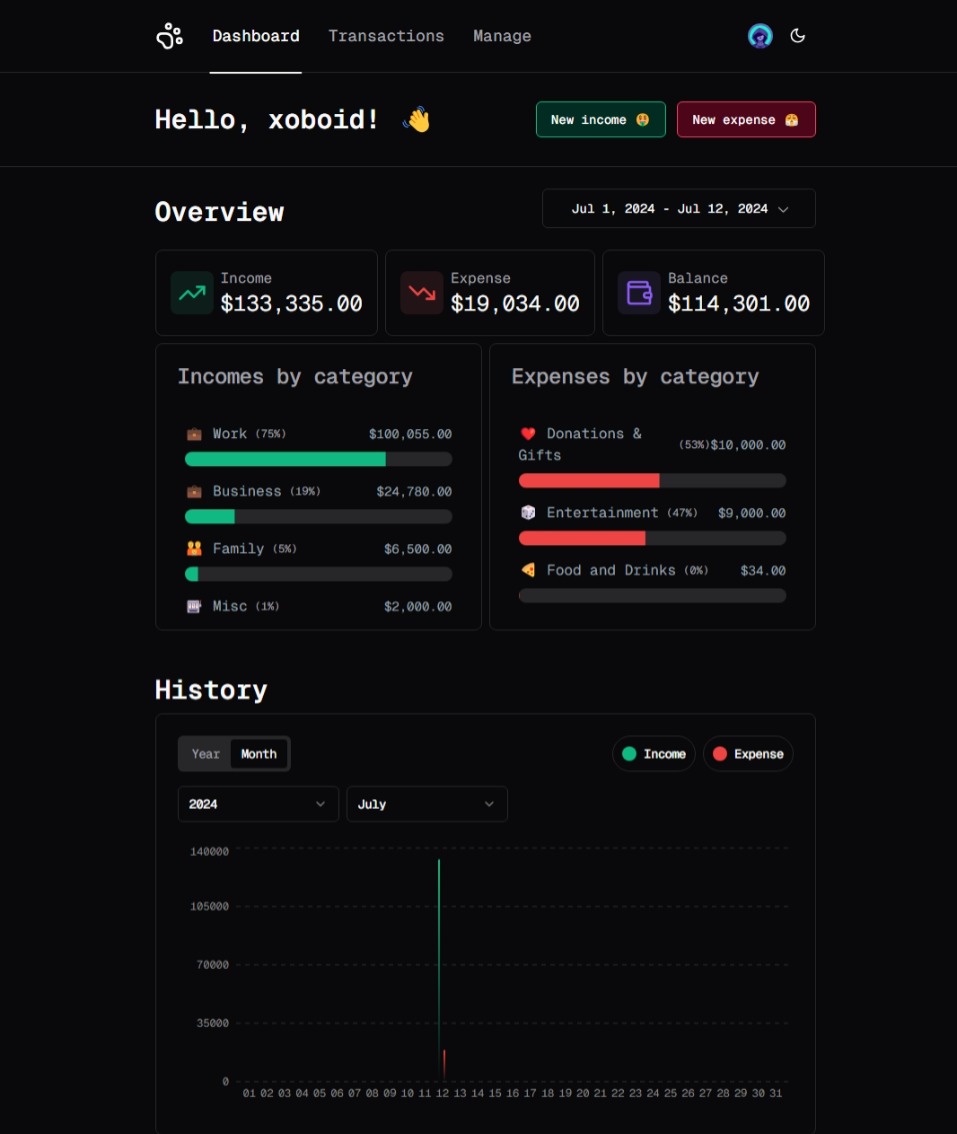 Dashboard Transactions Manage
Hello, xoboid! 👋
New income 🤑 New expense 😤
Overview
Jul 1, 2024 - Jul 12, 2024
Income
$133,335.00
Expense
$19,034.00
Balance
$114,301.00
Incomes by category
💼 Work (75%) $100,055.00
💼 Business (19%) $24,780.00
👪 Family (5%) $6,500.00
🎰 Misc (1%) $2,000.00
Expenses by category
❤️ Donations &
Gifts (53%)$10,000.00
🎲 Entertainment (47%) $9,000.00
🍕 Food and Drinks (0%) $34.00
History
Year Month
Income Expense
2024 July
140000
105000
70000
35000
0
01 02 03 04 05 06 07 08 09 10 11 12 13 14 15 16 17 18 19 20 21 22 23 24 25 26 27 28 29 30 31